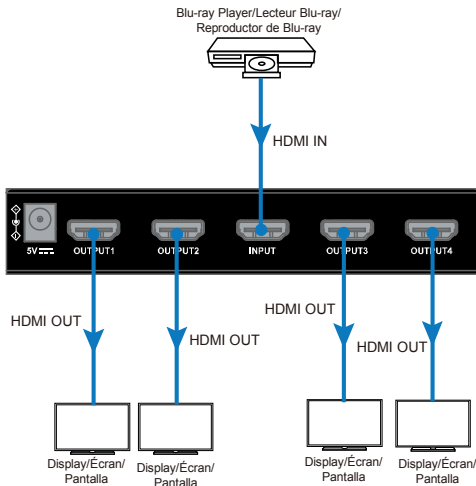 Blu-ray Player/Lecteur Blu-ray/
Reproductor de Blu-ray
HDMI IN
5V
OUTPUT1
OUTPUT2
INPUT
OUTPUT3
OUTPUT4
HDMI OUT
HDMI OUT
HDMI OUT
HDMI OUT
Display/Écran/
Pantalla
Display/Écran/
Pantalla
Display/Écran/
Pantalla
Display/Écran/
Pantalla